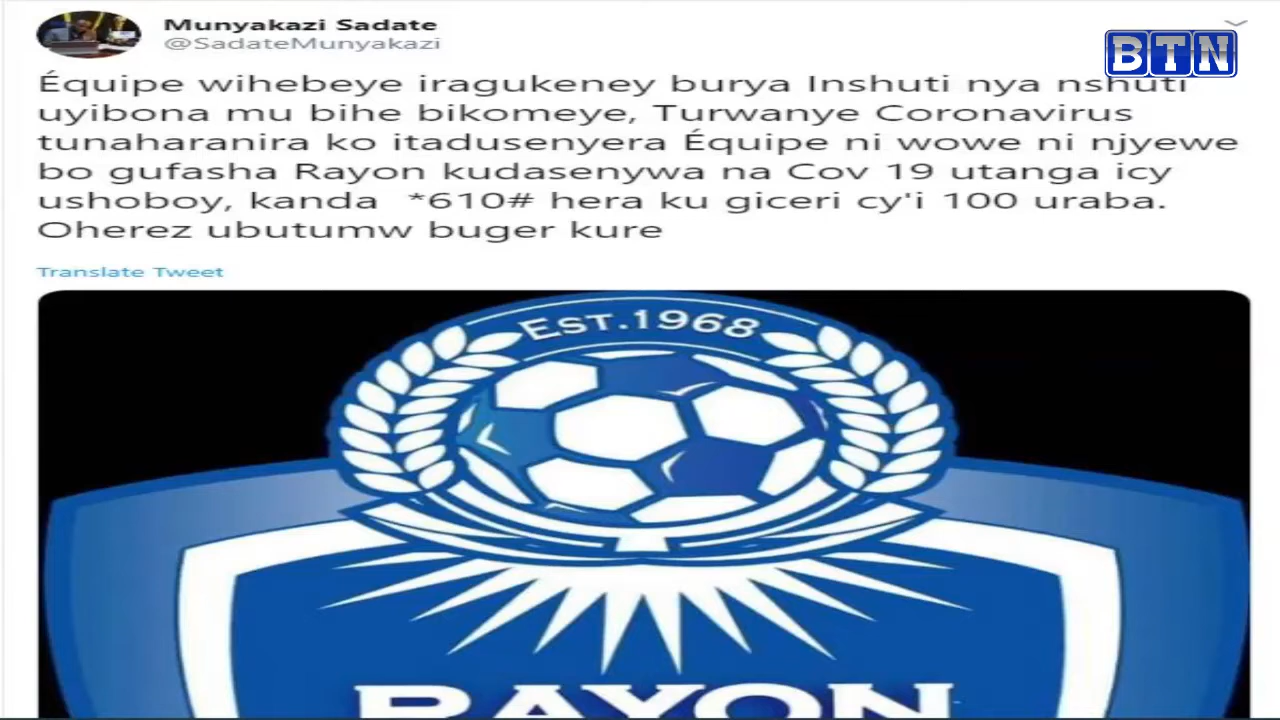 Munyakazi Sadate
@SadateMunyakazi
BTN
Équipe wihebeye iragukeney burya Inshuti nya nshuti
uyibona mu bihe bikomeye, Turwanye Coronavirus
tunaharanira ko itadusenyera Équipe ni wowe ni njyewe
bo gufasha Rayon kudasenywa na Cov 19 utanga icy
ushoboy, kanda *610# hera ku giceri cy'i 100 uraba.
Oherez ubutumw buger kure
Translate Tweet
EST.1968
RAYON